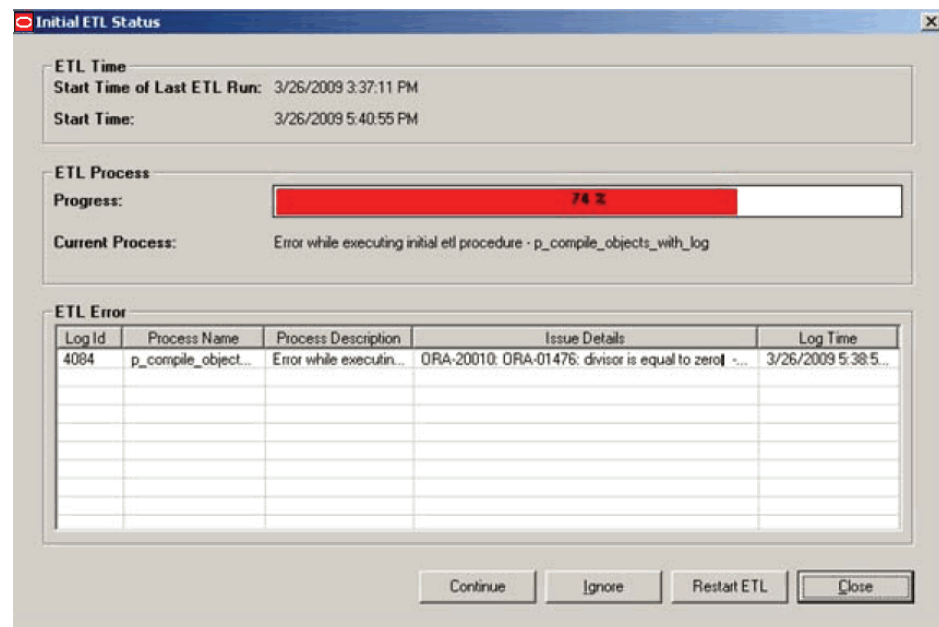 Initial ETL Status
ETL Time
Start Time of Last ETL Run: 3/26/2009 3:37:11 PM
Start Time: 3/26/2009 5:40:55 PM
ETL Process
Progress: 74 %
Current Process: Error while executing initial etl procedure - p_compile_objects_with_log
ETL Error
Log Id Process Name Process Description Issue Details Log Time
4084 p_compile_object... Error while executin... ORA-20010: ORA-01476: divisor is equal to zero -... 3/26/2009 5:38:5...
Continue Ignore Restart ETL Close